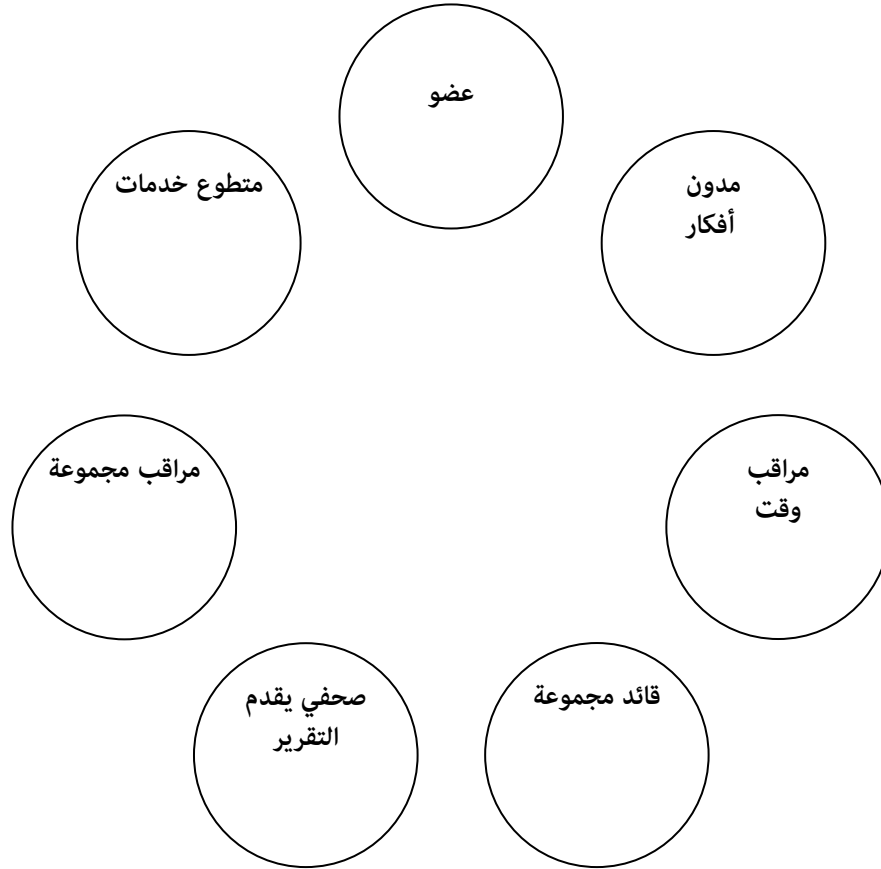 عضو
مدون
أفكار
متطوع خدمات
مراقب
وقت
مراقب مجموعة
قائد مجموعة
صحفي يقدم
التقرير